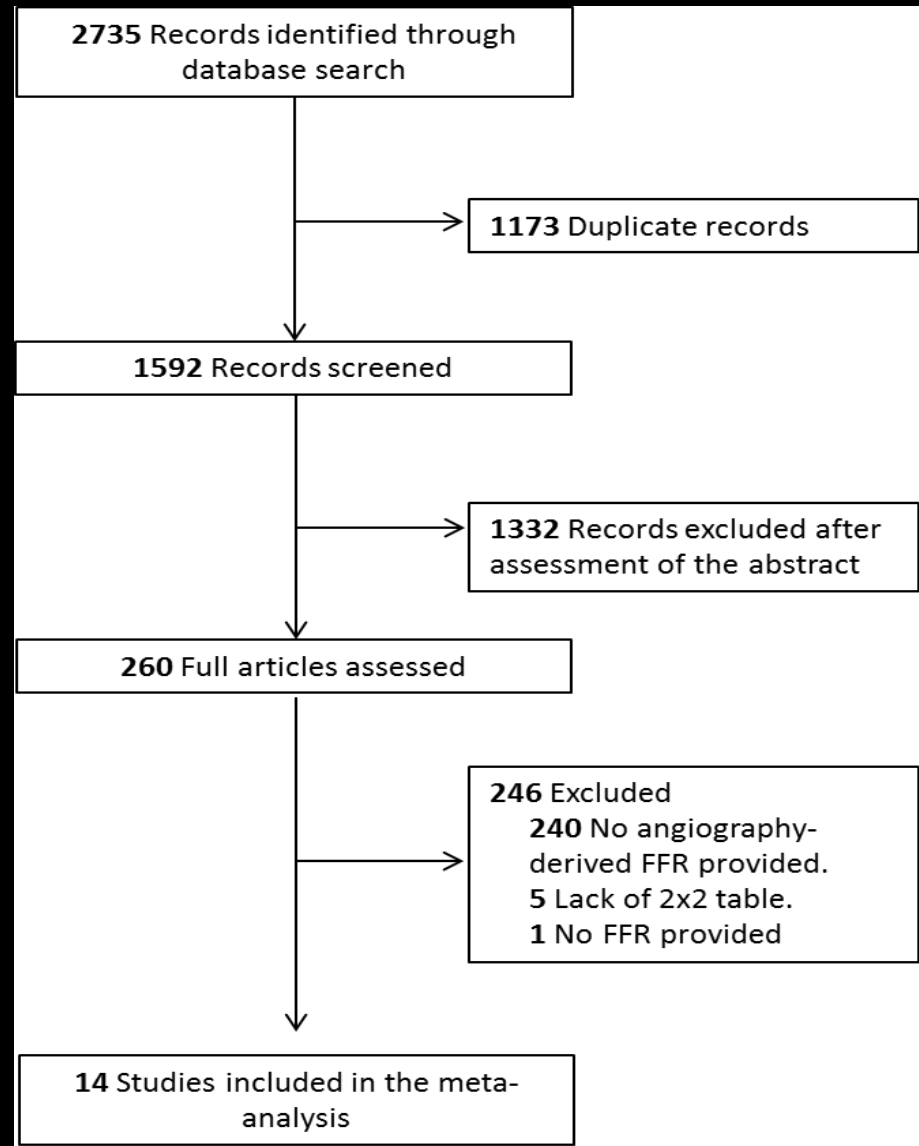 2735 Records identified through
database search
1173 Duplicate records
1592 Records screened
1332 Records excluded after
assessment of the abstract
260 Full articles assessed
246 Excluded
240 No angiography-
derived FFR provided.
5 Lack of 2x2 table.
1 No FFR provided
14 Studies included in the meta-
analysis